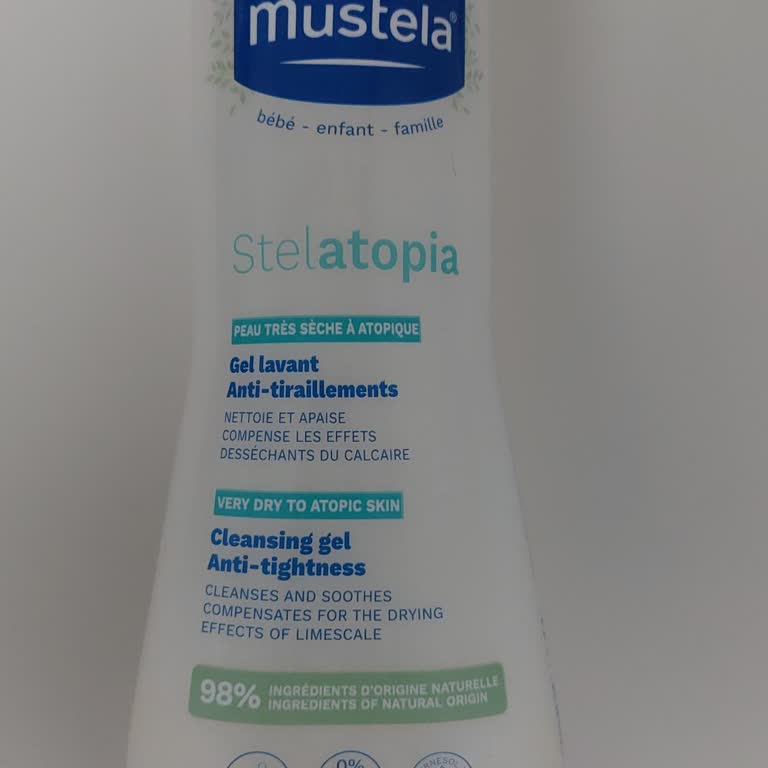 mustela®
bébé - enfant - famille
Stelatopia
PEAU TRÈS SÈCHE À ATOPIQUE
Gel lavant
Anti-tiraillements
NETTOIE ET APAISE
COMPENSE LES EFFETS
DESSÉCHANTS DU CALCAIRE
VERY DRY TO ATOPIC SKIN
Cleansing gel
Anti-tightness
CLEANSES AND SOOTHES
COMPENSATES FOR THE DRYING
EFFECTS OF LIMESCALE
98% INGRÉDIENTS D'ORIGINE NATURELLE
INGREDIENTS OF NATURAL ORIGIN
0%